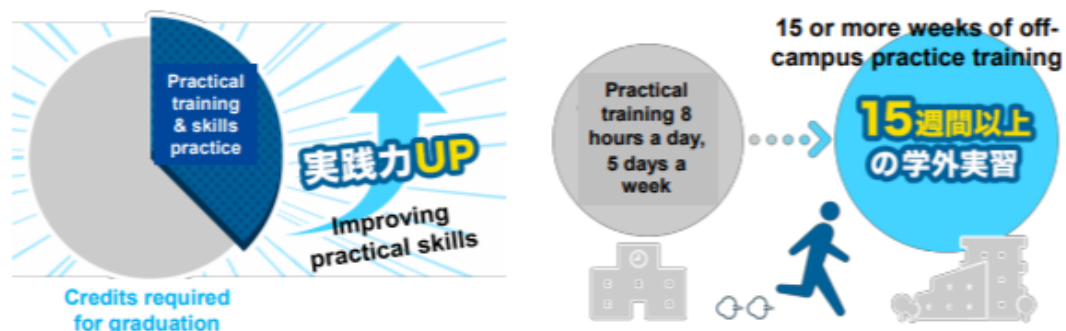 Practical
training
& skills
practice
実践力UP
Improving
practical skills
Credits required
for graduation
15 or more weeks of off-
campus practice training
Practical
training 8
hours a day,
5 days a
week
15週間以上
の学外実習